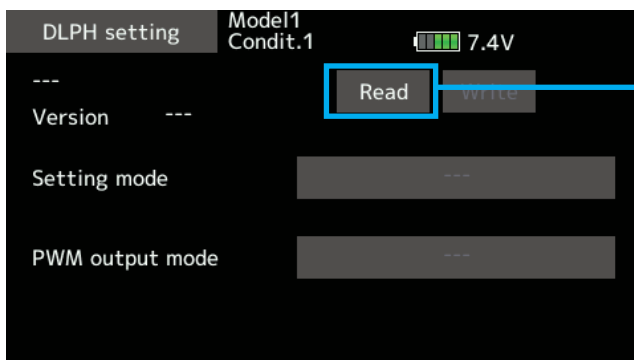 DLPH setting
Model1
Condit.1
7.4V
---
Read
Write
Version ---
Setting mode ---
PWM output mode ---